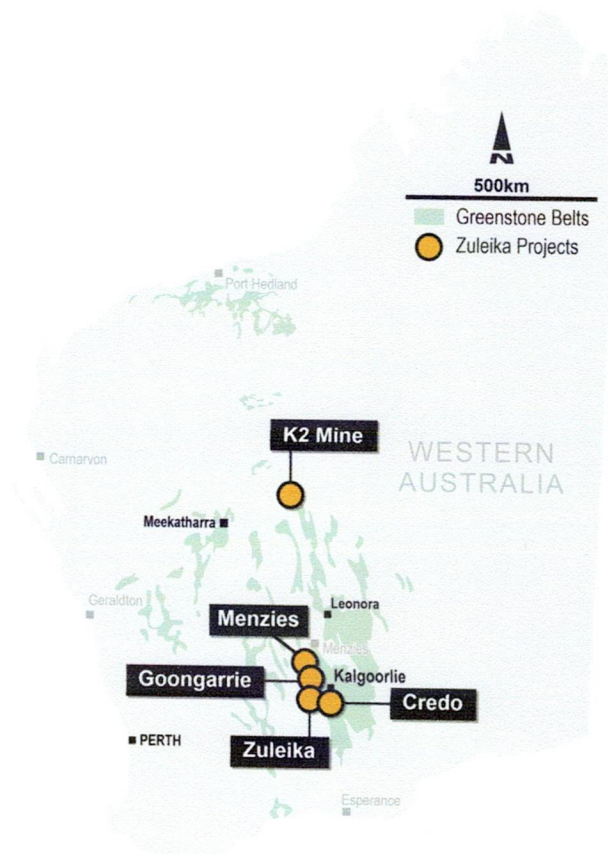 N
500km
Greenstone Belts
Zuleika Projects
Port Hedland
K2 Mine
WESTERN
AUSTRALIA
Carnarvon
Meekatharra
Geraldton
Leonora
Menzies
Menzies
Goongarrie
Kalgoorlie
Credo
PERTH
Zuleika
Esperance